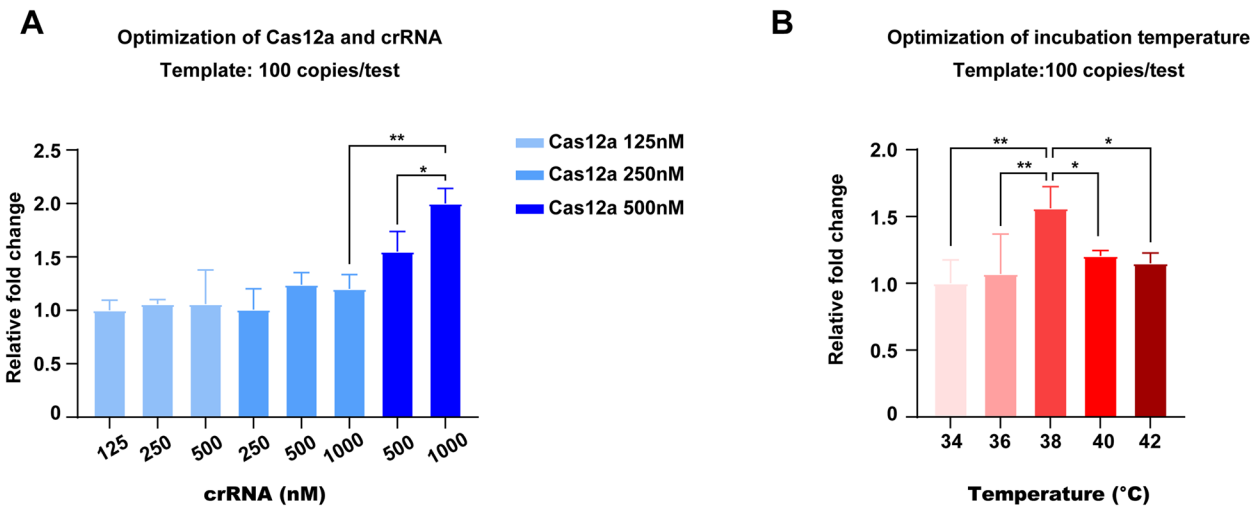 A
Optimization of Cas12a and crRNA
Template: 100 copies/test
Relative fold change
2.5
2.0
1.5
1.0
0.5
0
**
*
125
250
500
250
500
1000
500
1000
crRNA (nM)
Cas12a 125nM
Cas12a 250nM
Cas12a 500nM
B
Optimization of incubation temperature
Template:100 copies/test
Relative fold change
2.0
1.5
1.0
0.5
0
**
*
**
*
34
36
38
40
42
Temperature (°C)